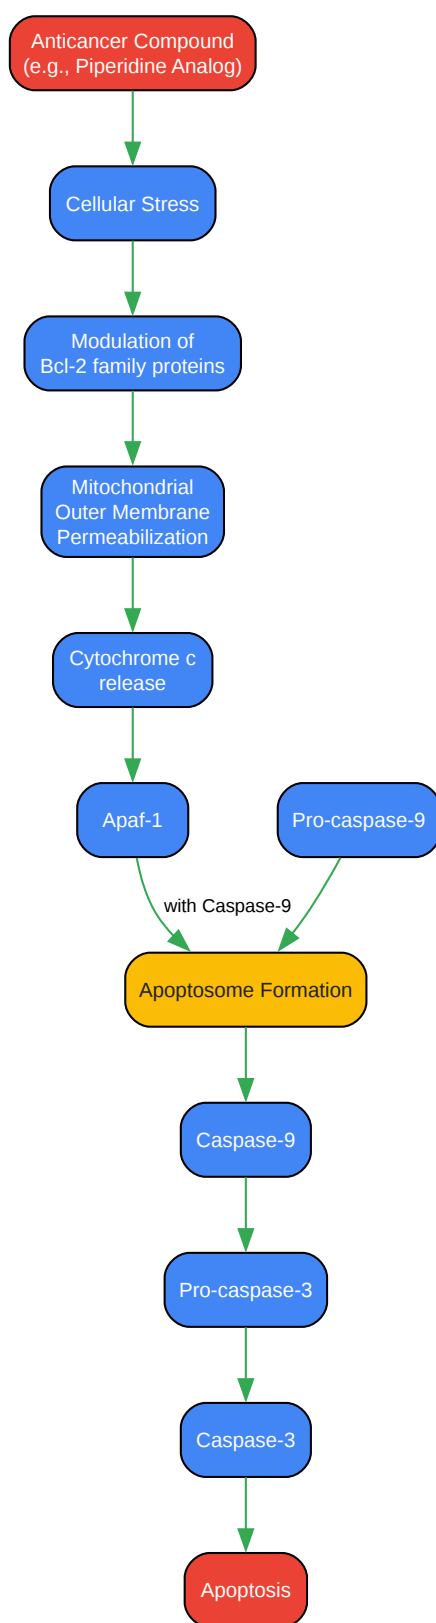 Anticancer Compound
(e.g., Piperidine Analog)
Cellular Stress
Modulation of
Bcl-2 family proteins
Mitochondrial
Outer Membrane
Permeabilization
Cytochrome c
release
Apaf-1
Pro-caspase-9
with Caspase-9
Apoptosome Formation
Caspase-9
Pro-caspase-3
Caspase-3
Apoptosis